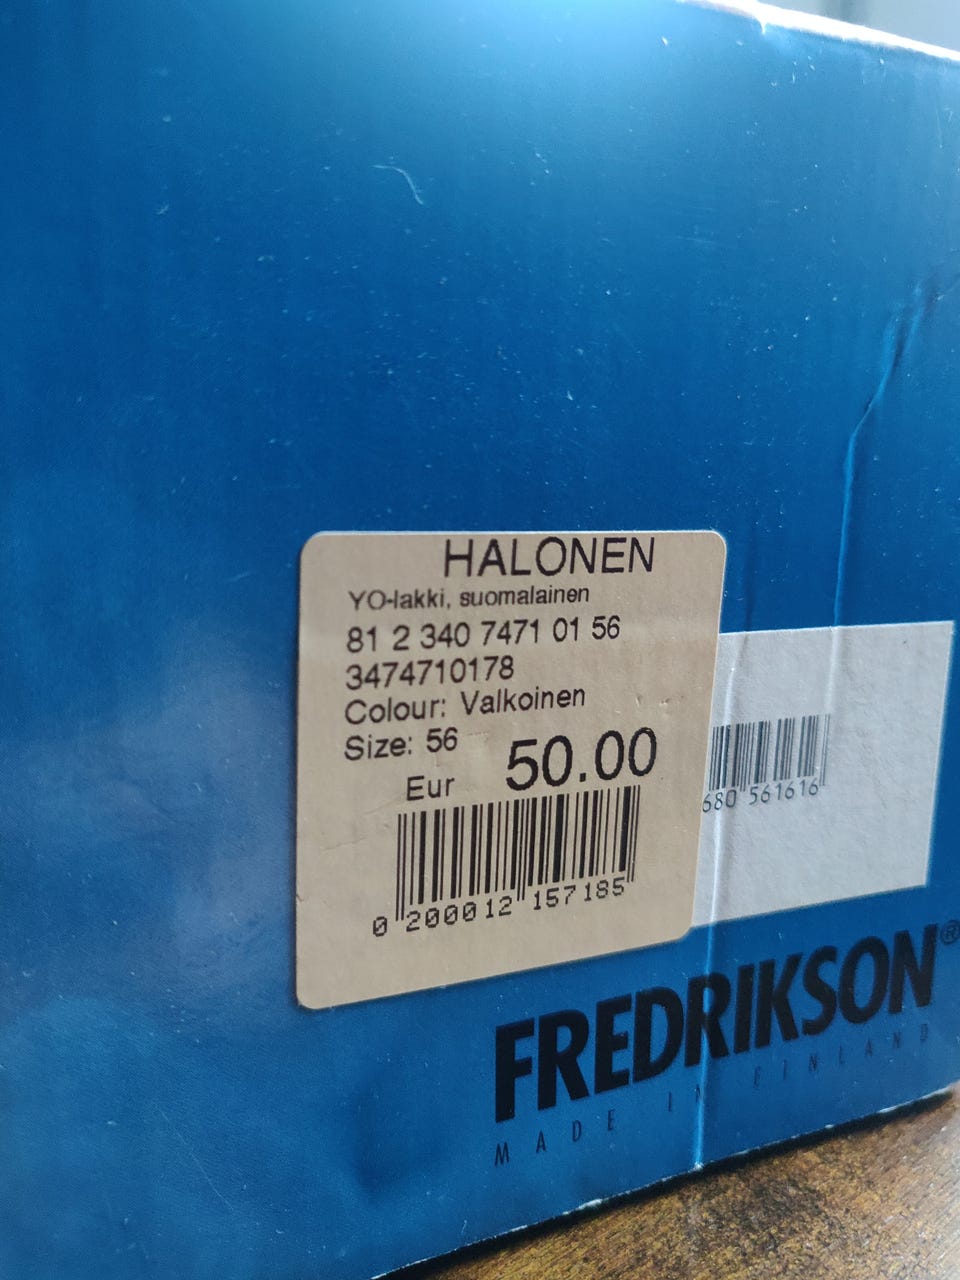 HALONEN
YO-lakki, suomalainen
81 2 340 7471 01 56
3474710178
Colour: Valkoinen
Size: 56
Eur 50.00
0 200012 157185
680 561616
FREDRIKSON®
MADE IN FINLAND